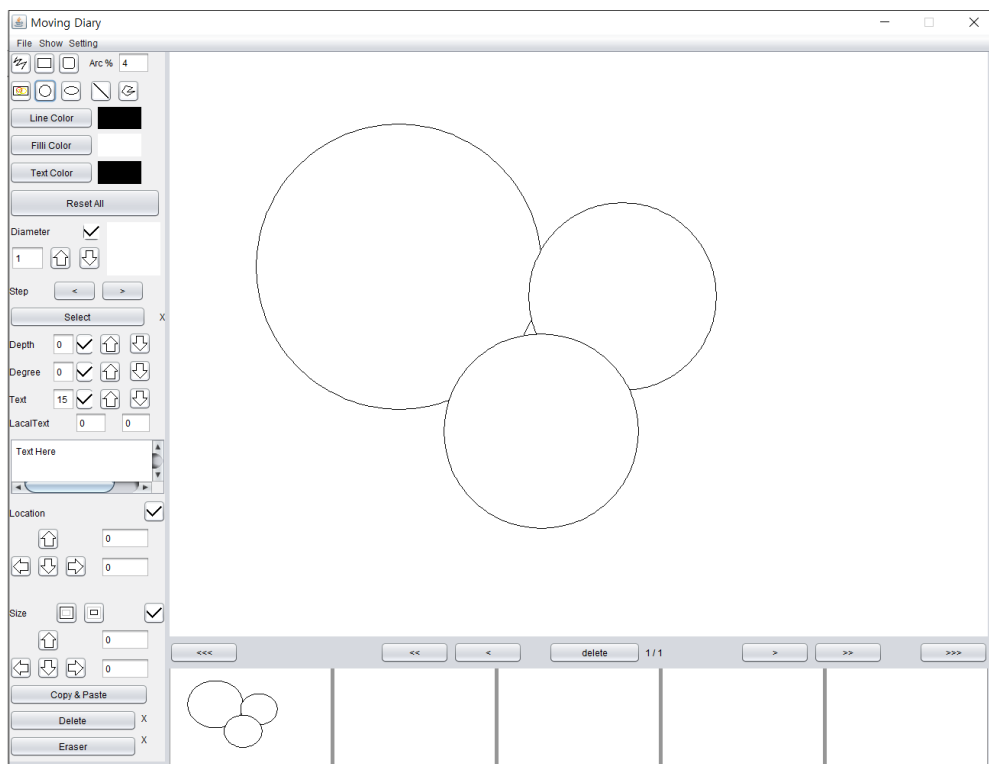 Moving Diary
File Show Setting
Arc % 4
Line Color
Filli Color
Text Color
Reset All
Diameter
1
Step < >
Select X
Depth 0
Degree 0
Text 15
LacalText 0 0
Text Here
Location
0
0
Size
0
0
Copy & Paste
Delete X
Eraser X
<<< << < delete 1 / 1 > >> >>>